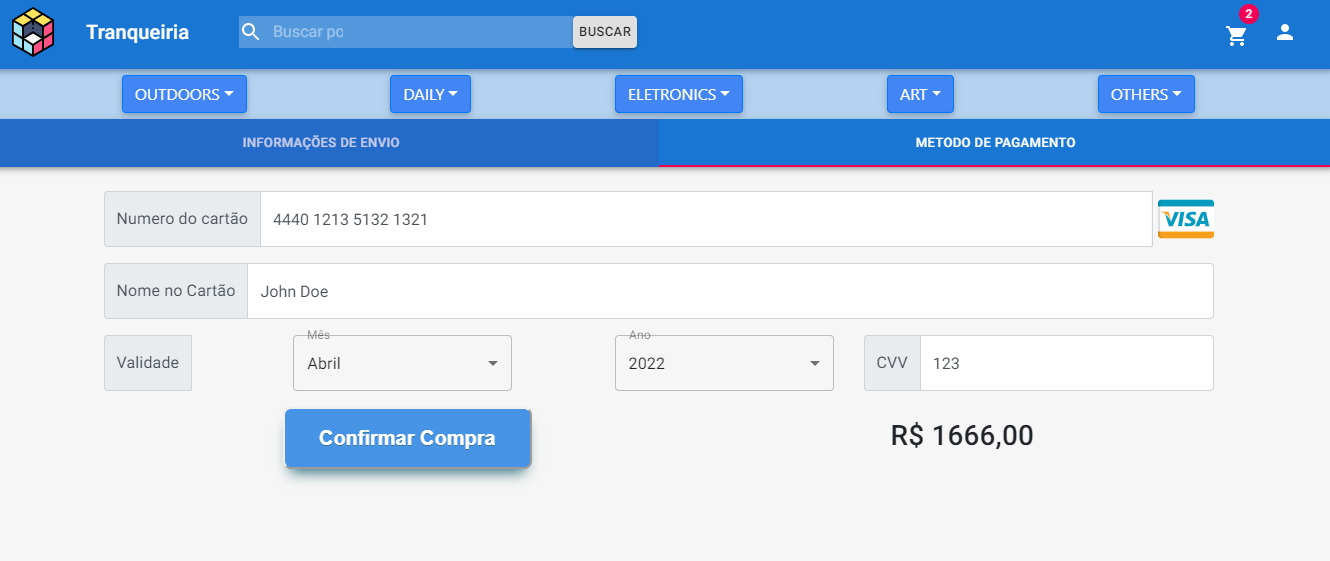 Tranqueiria
Buscar po
BUSCAR
2
OUTDOORS
DAILY
ELETRONICS
ART
OTHERS
INFORMAÇÕES DE ENVIO
METODO DE PAGAMENTO
Numero do cartão
4440 1213 5132 1321
VISA
Nome no Cartão
John Doe
Validade
Mês
Abril
Ano
2022
CVV
123
Confirmar Compra
R$ 1666,00